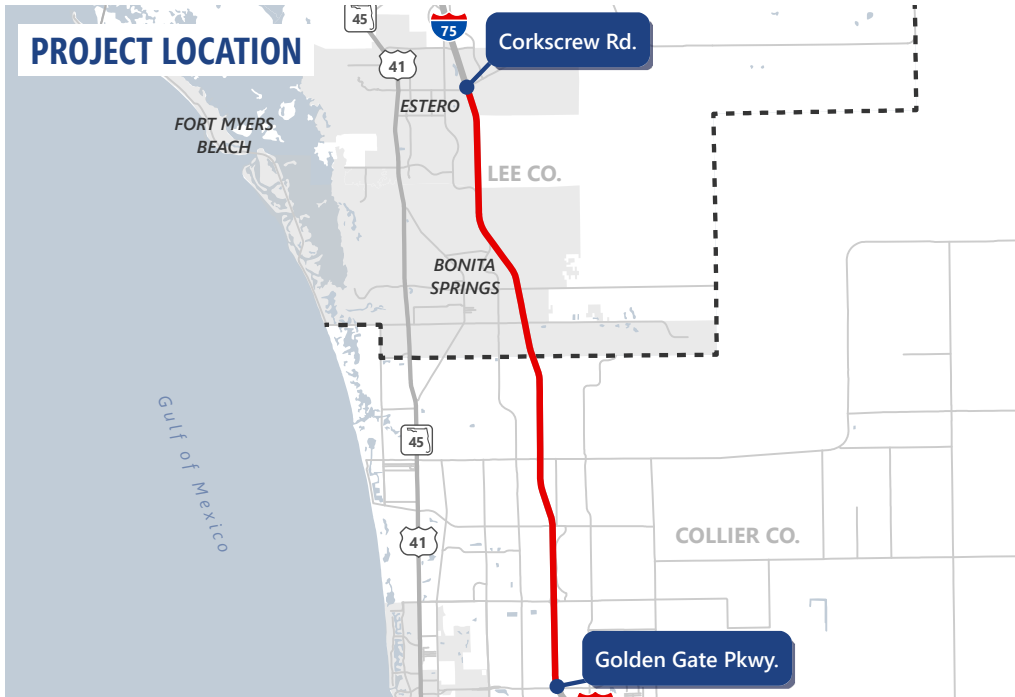 45
75
PROJECT LOCATION
Corkscrew Rd.
41
ESTERO
FORT MYERS
BEACH
LEE CO.
BONITA
SPRINGS
Gulf of Mexico
45
COLLIER CO.
41
Golden Gate Pkwy.